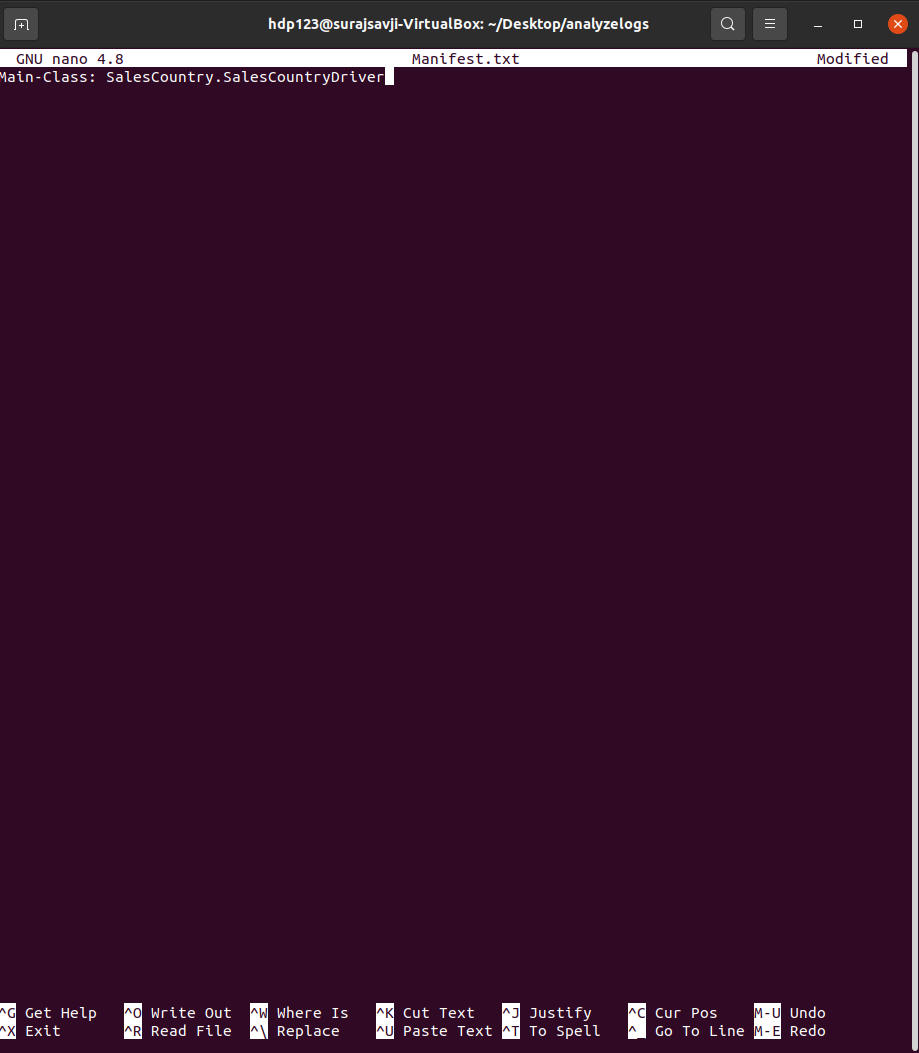 hdp123@surajsavji-VirtualBox: ~/Desktop/analyzelogs
GNU nano 4.8 Manifest.txt Modified
Main-Class: SalesCountry.SalesCountryDriver
^G Get Help ^O Write Out ^W Where Is ^K Cut Text ^J Justify ^C Cur Pos M-U Undo
^X Exit ^R Read File ^\ Replace ^U Paste Text ^T To Spell ^_ Go To Line M-E Redo